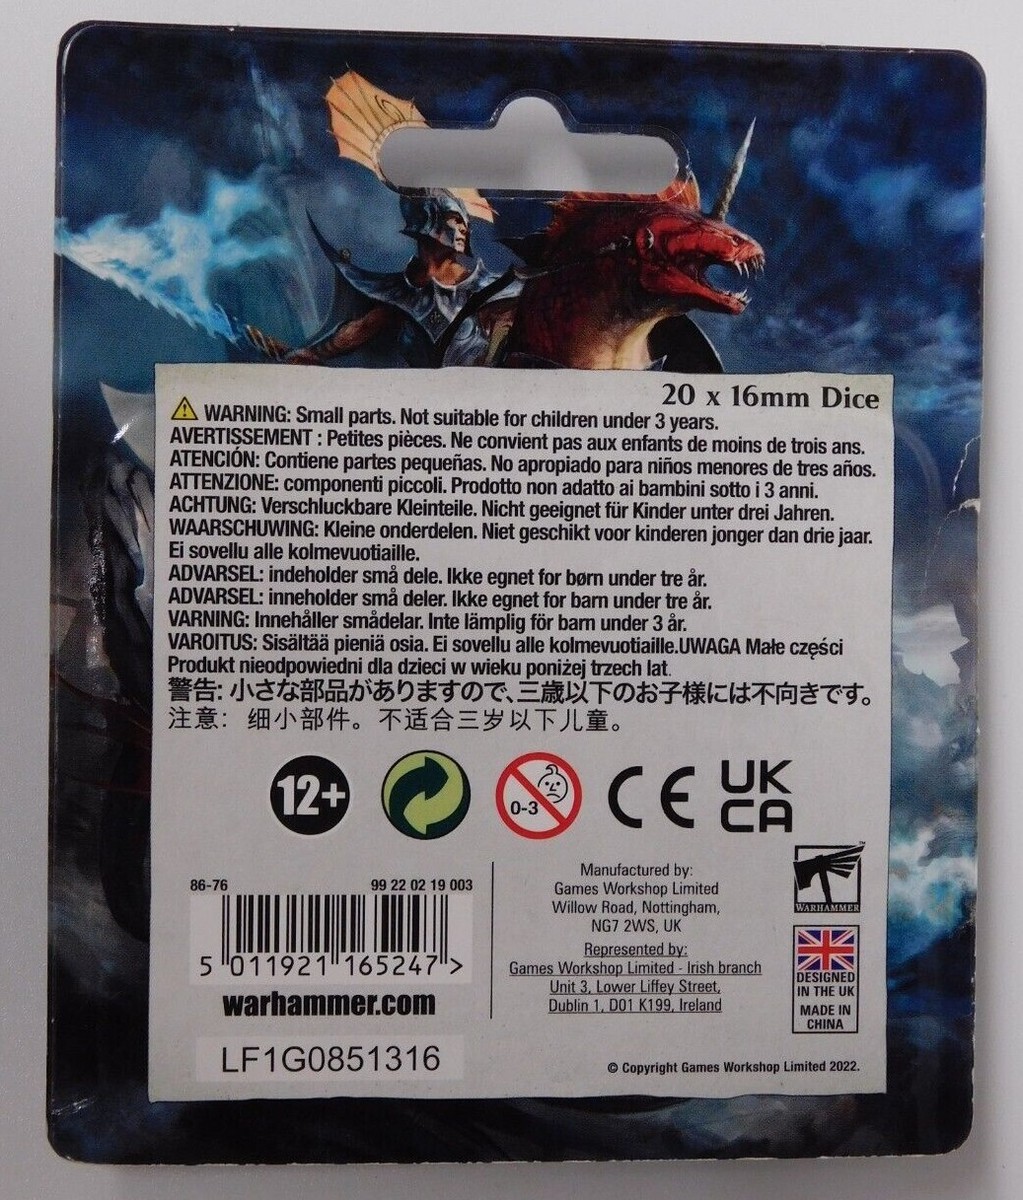 20 x 16mm Dice
WARNING: Small parts. Not suitable for children under 3 years.
AVERTISSEMENT : Petites pièces. Ne convient pas aux enfants de moins de trois ans.
ATENCIÓN: Contiene partes pequeñas. No apropiado para niños menores de tres años.
ATTENZIONE: componenti piccoli. Prodotto non adatto ai bambini sotto i 3 anni.
ACHTUNG: Verschluckbare Kleinteile. Nicht geeignet für Kinder unter drei Jahren.
WAARSCHUWING: Kleine onderdelen. Niet geschikt voor kinderen jonger dan drie jaar.
Ei sovellu alle kolmevuotiaille.
ADVARSEL: indeholder små dele. Ikke egnet for børn under tre år.
ADVARSEL: inneholder små deler. Ikke egnet for barn under tre år.
VARNING: Innehåller smådelar. Inte lämplig för barn under 3 år.
VAROITUS: Sisältää pieniä osia. Ei sovellu alle kolmevuotiaille.UWAGA Małe części
Produkt nieodpowiedni dla dzieci w wieku poniżej trzech lat.
警告: 小さな部品がありますので、三歳以下のお子様には不向きです。
注意： 细小部件。不适合三岁以下儿童。
12+
0-3
CE
UK
CA
86-76 99 22 02 19 003
5 011921 165247 >
warhammer.com
LF1G0851316
Manufactured by:
Games Workshop Limited
Willow Road, Nottingham,
NG7 2WS, UK
Represented by:
Games Workshop Limited - Irish branch
Unit 3, Lower Liffey Street,
Dublin 1, D01 K199, Ireland
WARHAMMER
TM
DESIGNED
IN THE UK
MADE IN
CHINA
© Copyright Games Workshop Limited 2022.